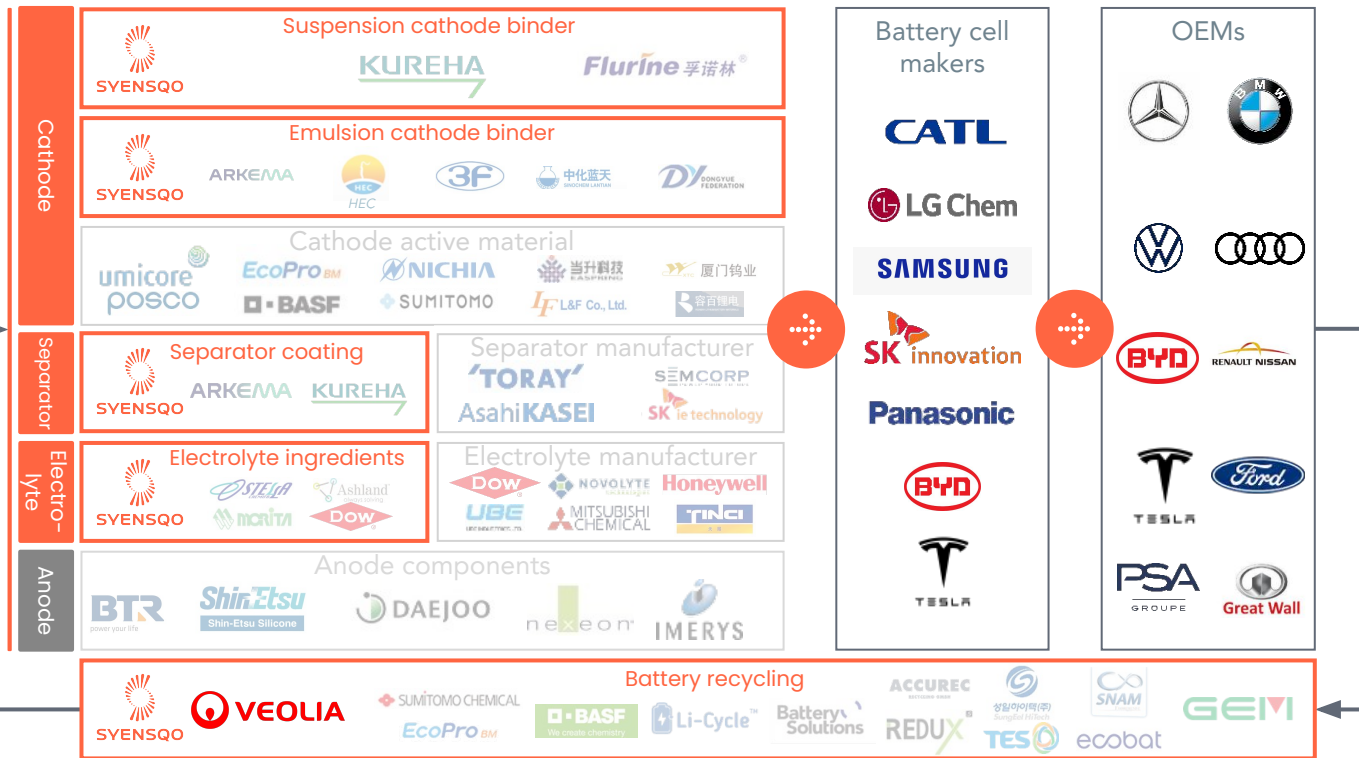 Cathode
Suspension cathode binder
SYENSQO
KUREHA
Flurine 孚诺林®
Emulsion cathode binder
SYENSQO
ARKEMA
HEC
HEC
3F
中化蓝天
SINOCHEM LANTIAN
DY DONGYUE
FEDERATION
Cathode active material
umicore
posco
EcoPro BM
BASF
NICHIA
SUMITOMO
当升科技
EASPRING
LF L&F Co., Ltd.
厦门钨业
容百锂电
Separator
Separator coating
SYENSQO
ARKEMA
KUREHA
Separator manufacturer
'TORAY'
SEMCORP
AsahiKASEI
SK ie technology
Electro-
lyte
Electrolyte ingredients
SYENSQO
STELLA
Ashland
MORITA
DOW
Electrolyte manufacturer
DOW
NOVOLYTE
Honeywell
UBE
MITSUBISHI
CHEMICAL
TINCI
Anode
Anode components
BTR
power your life
ShinEtsu
Shin-Etsu Silicone
DAEJOO
nexeon
IMERYS
Battery cell
makers
CATL
LG Chem
SAMSUNG
SK innovation
Panasonic
BYD
TESLA
OEMs
BMW
BYD
RENAULT NISSAN
TESLA
Ford
PSA
GROUPE
Great Wall
Battery recycling
SYENSQO
VEOLIA
SUMITOMO CHEMICAL
EcoPro BM
BASF
We create chemistry
Li-Cycle™
Battery
Solutions
ACCUREC
REDUX®
성일하이텍(주)
SungEel HiTech
TES
SNAM
ecobat
GEM